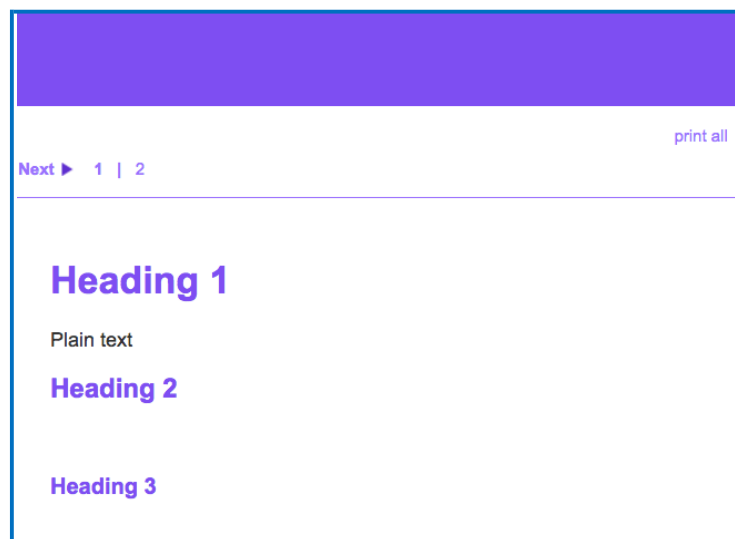 print all
Next ▶ 1 | 2
Heading 1
Plain text
Heading 2
Heading 3